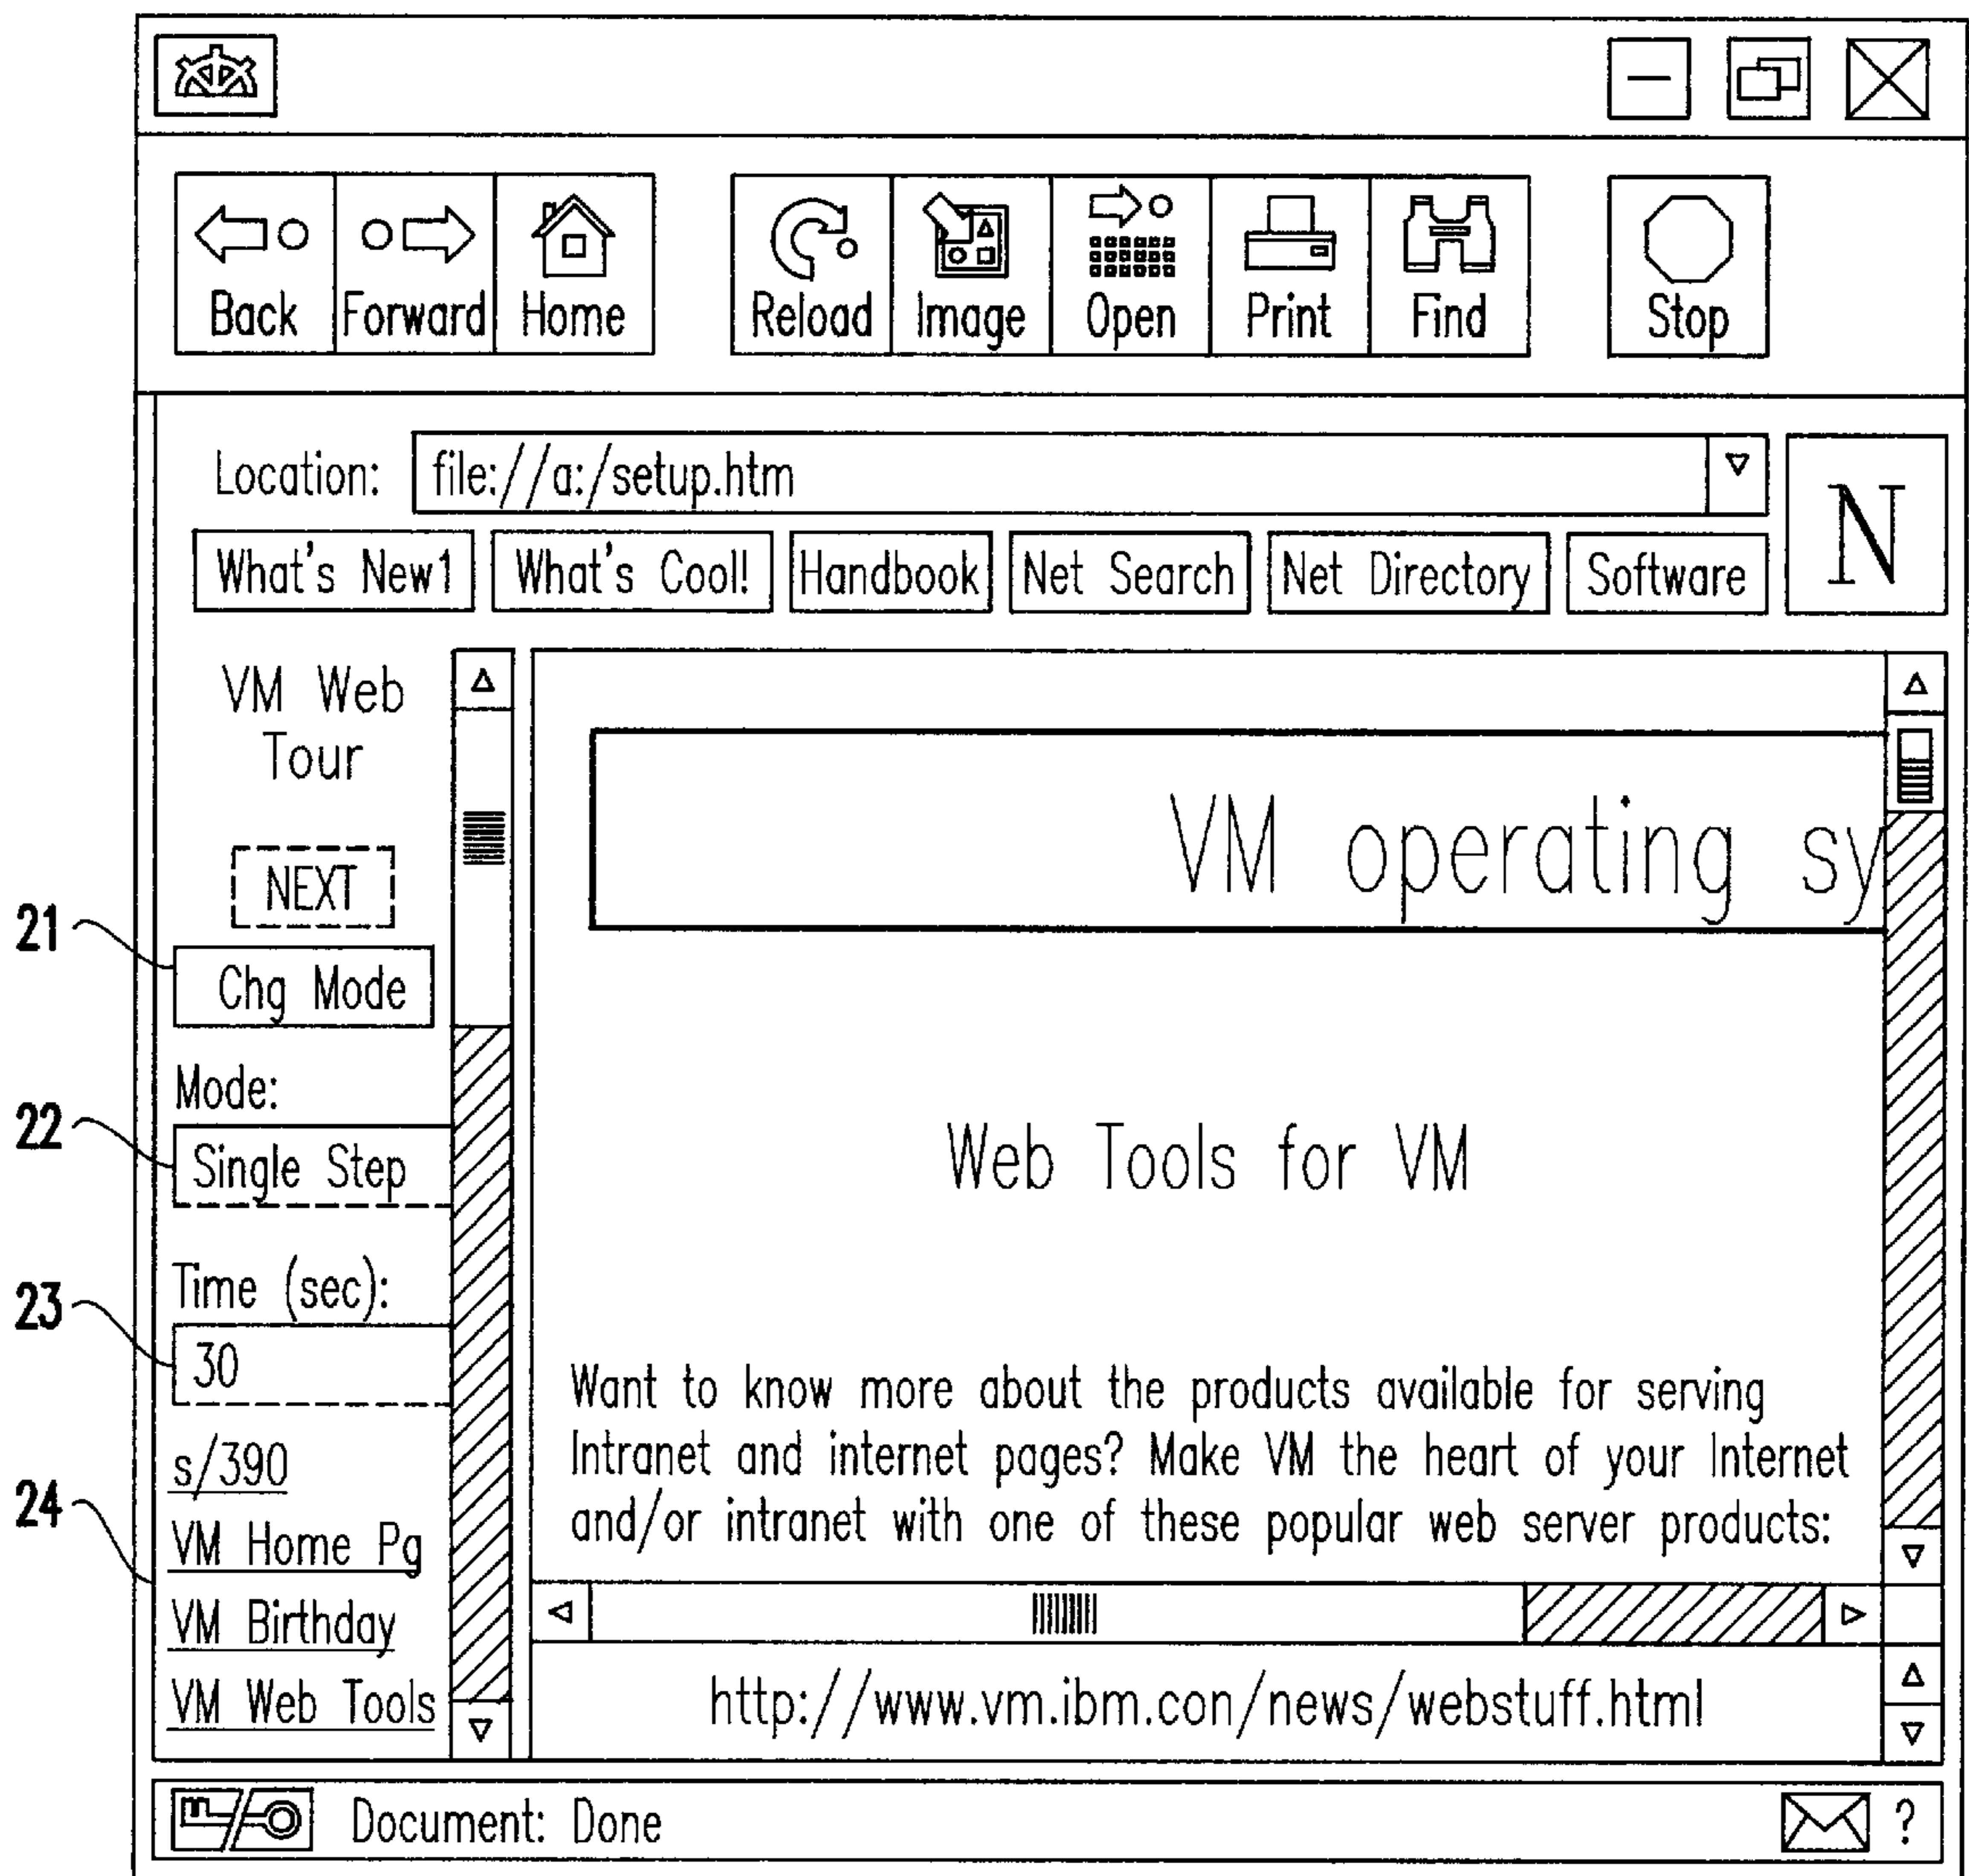 Back Forward Home Reload Image Open Print Find Stop
Location: file://a:/setup.htm
N
What's New1 What's Cool! Handbook Net Search Net Directory Software
VM Web
Tour
NEXT
21
Chg Mode
Mode:
22
Single Step
Time (sec):
23
30
s/390
24
VM Home Pg
VM Birthday
VM Web Tools
VM operating sy
Web Tools for VM
Want to know more about the products available for serving
Intranet and internet pages? Make VM the heart of your Internet
and/or intranet with one of these popular web server products:
http://www.vm.ibm.con/news/webstuff.html
Document: Done ?